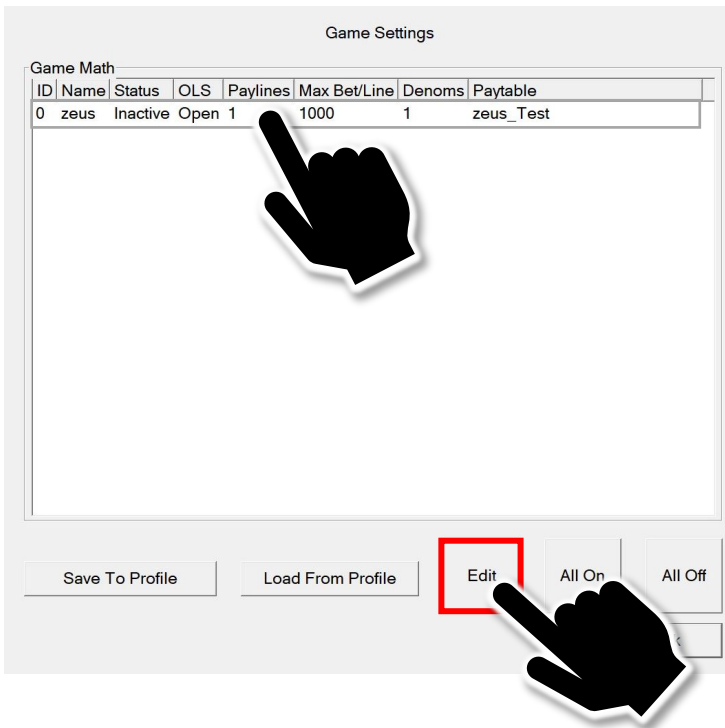 Game Settings
Game Math
ID Name Status OLS Paylines Max Bet/Line Denoms Paytable
0 zeus Inactive Open 1 1000 1 zeus_Test
Save To Profile Load From Profile Edit All On All Off